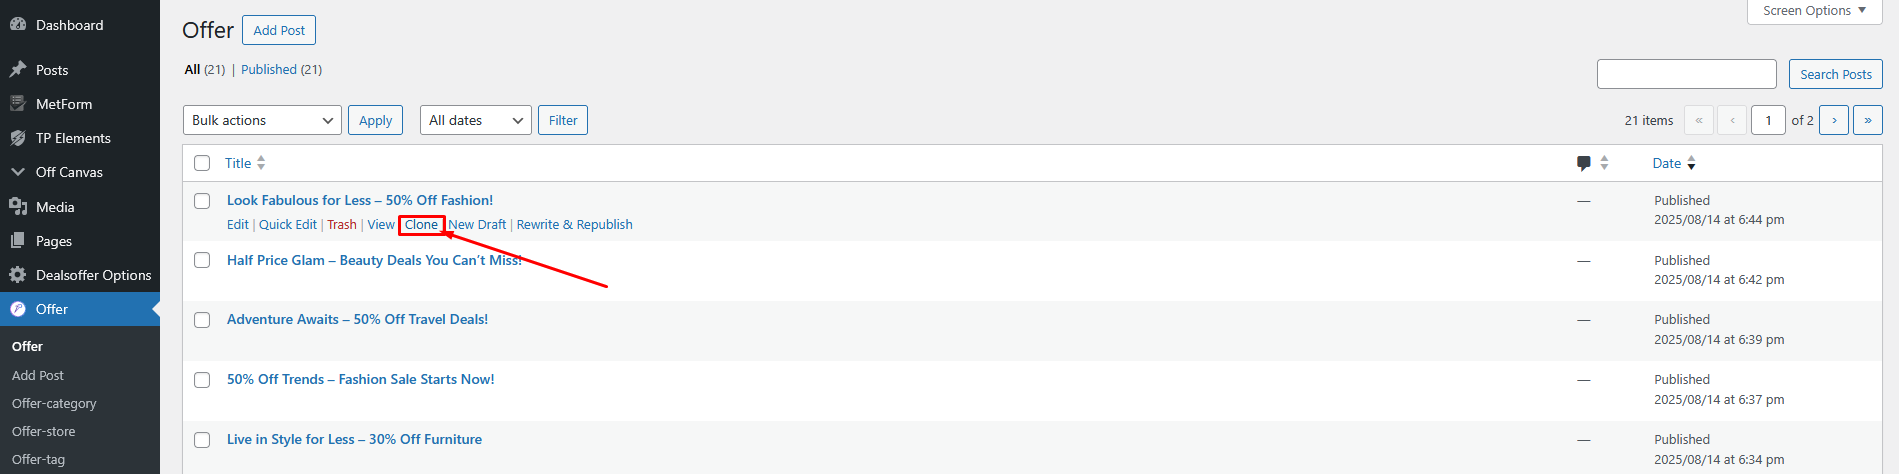 Dashboard
Posts
MetForm
TP Elements
Off Canvas
Media
Pages
Dealsoffer Options
Offer
Offer
Add Post
Offer-category
Offer-store
Offer-tag
Screen Options
Offer Add Post
All (21) | Published (21)
Search Posts
Bulk actions Apply All dates Filter
21 items « ‹ 1 of 2 › »
Title Date
Look Fabulous for Less – 50% Off Fashion! — Published
2025/08/14 at 6:44 pm
Edit | Quick Edit | Trash | View | Clone | New Draft | Rewrite & Republish
Half Price Glam – Beauty Deals You Can’t Miss! — Published
2025/08/14 at 6:42 pm
Adventure Awaits – 50% Off Travel Deals! — Published
2025/08/14 at 6:39 pm
50% Off Trends – Fashion Sale Starts Now! — Published
2025/08/14 at 6:37 pm
Live in Style for Less – 30% Off Furniture — Published
2025/08/14 at 6:34 pm